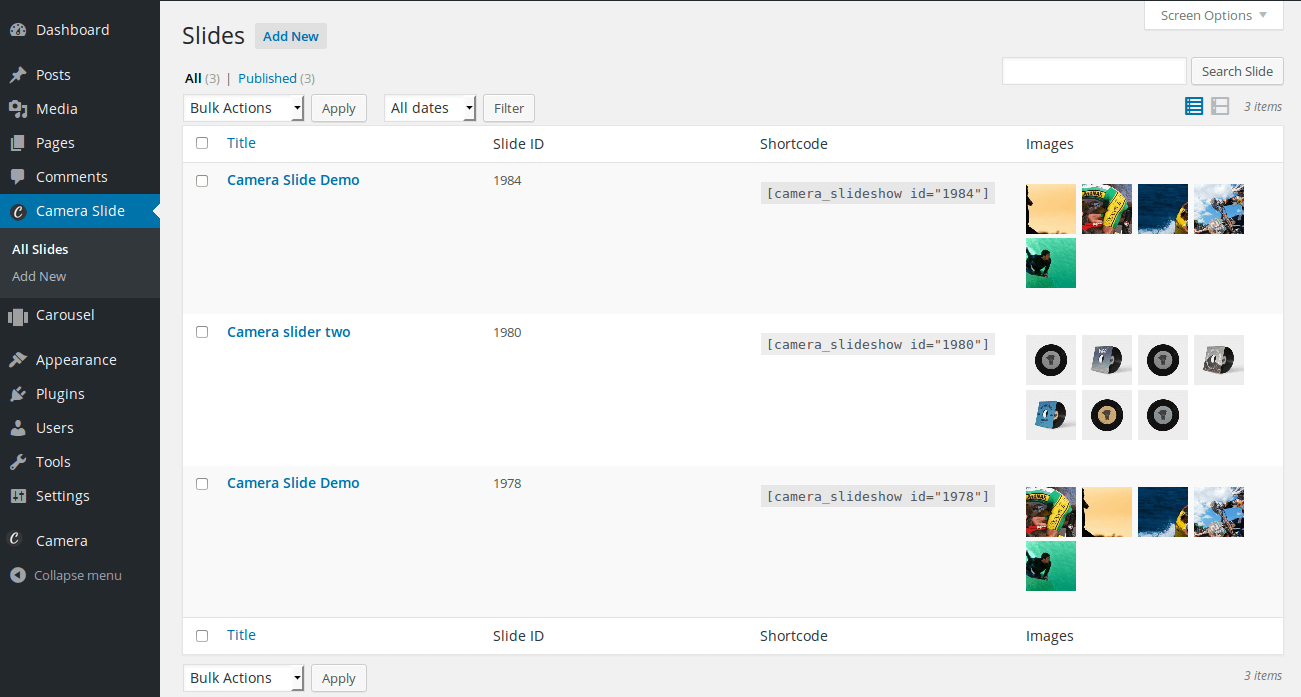 Screen Options
Dashboard
Posts
Media
Pages
Comments
Camera Slide
All Slides
Add New
Carousel
Appearance
Plugins
Users
Tools
Settings
Camera
Collapse menu
Slides Add New
All (3) | Published (3)
Search Slide
Bulk Actions Apply All dates Filter 3 items
Title Slide ID Shortcode Images
Camera Slide Demo 1984 [camera_slideshow id="1984"]
Camera slider two 1980 [camera_slideshow id="1980"]
Camera Slide Demo 1978 [camera_slideshow id="1978"]
Title Slide ID Shortcode Images
Bulk Actions Apply 3 items